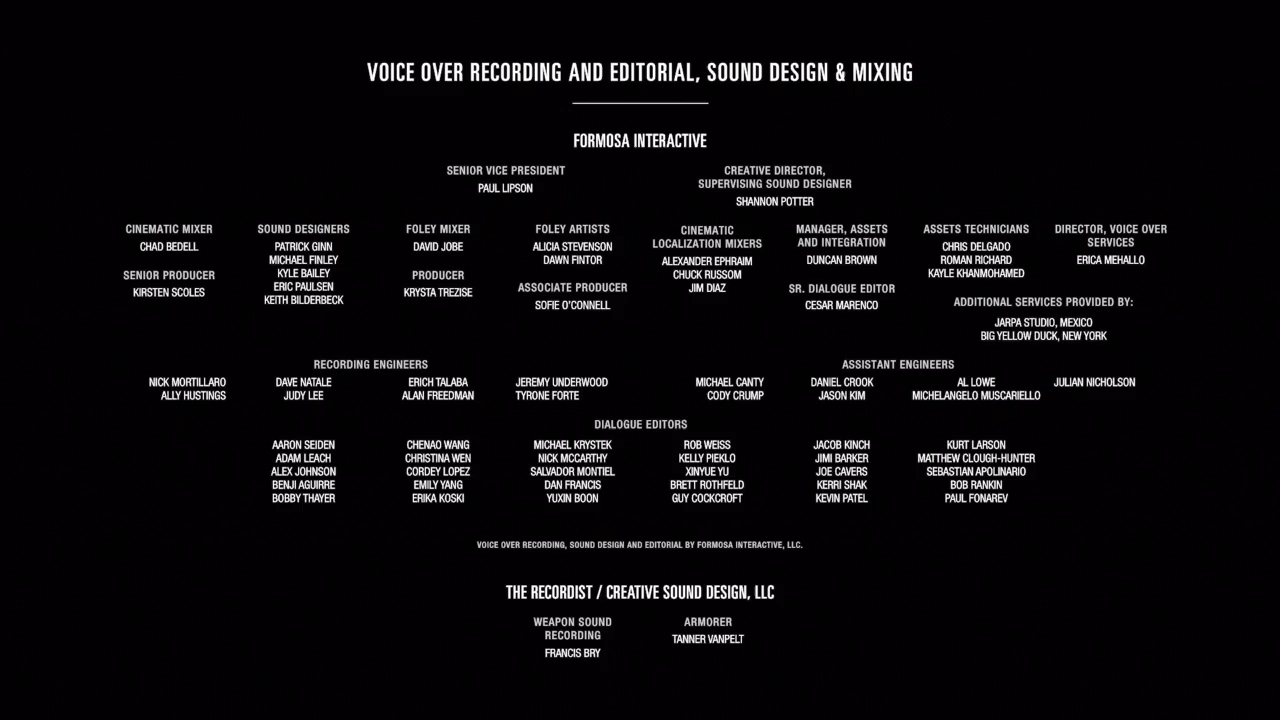 VOICE OVER RECORDING AND EDITORIAL, SOUND DESIGN & MIXING
FORMOSA INTERACTIVE
SENIOR VICE PRESIDENT
PAUL LIPSON
CREATIVE DIRECTOR,
SUPERVISING SOUND DESIGNER
SHANNON POTTER
CINEMATIC MIXER
CHAD BEDELL
SENIOR PRODUCER
KIRSTEN SCOLES
SOUND DESIGNERS
PATRICK GINN
MICHAEL FINLEY
KYLE BAILEY
ERIC PAULSEN
KEITH BILDERBECK
FOLEY MIXER
DAVID JOBE
PRODUCER
KRYSTA TREZISE
FOLEY ARTISTS
ALICIA STEVENSON
DAWN FINTOR
ASSOCIATE PRODUCER
SOFIE O'CONNELL
CINEMATIC
LOCALIZATION MIXERS
ALEXANDER EPHRAIM
CHUCK RUSSOM
JIM DIAZ
MANAGER, ASSETS
AND INTEGRATION
DUNCAN BROWN
SR. DIALOGUE EDITOR
CESAR MARENCO
ASSETS TECHNICIANS
CHRIS DELGADO
ROMAN RICHARD
KAYLE KHANMOHAMED
DIRECTOR, VOICE OVER
SERVICES
ERICA MEHALLO
ADDITIONAL SERVICES PROVIDED BY:
JARPA STUDIO, MEXICO
BIG YELLOW DUCK, NEW YORK
RECORDING ENGINEERS
NICK MORTILLARO
ALLY HUSTINGS
DAVE NATALE
JUDY LEE
ERICH TALABA
ALAN FREEDMAN
JEREMY UNDERWOOD
TYRONE FORTE
ASSISTANT ENGINEERS
MICHAEL CANTY
CODY CRUMP
DANIEL CROOK
JASON KIM
AL LOWE
MICHELANGELO MUSCARIELLO
JULIAN NICHOLSON
DIALOGUE EDITORS
AARON SEIDEN
ADAM LEACH
ALEX JOHNSON
BENJI AGUIRRE
BOBBY THAYER
CHENAO WANG
CHRISTINA WEN
CORDEY LOPEZ
EMILY YANG
ERIKA KOSKI
MICHAEL KRYSTEK
NICK MCCARTHY
SALVADOR MONTIEL
DAN FRANCIS
YUXIN BOON
ROB WEISS
KELLY PIEKLO
XINYUE YU
BRETT ROTHFELD
GUY COCKCROFT
JACOB KINCH
JIMI BARKER
JOE CAVERS
KERRI SHAK
KEVIN PATEL
KURT LARSON
MATTHEW CLOUGH-HUNTER
SEBASTIAN APOLINARIO
BOB RANKIN
PAUL FONAREV
VOICE OVER RECORDING, SOUND DESIGN AND EDITORIAL BY FORMOSA INTERACTIVE, LLC.
THE RECORDIST / CREATIVE SOUND DESIGN, LLC
WEAPON SOUND
RECORDING
FRANCIS BRY
ARMORER
TANNER VANPELT